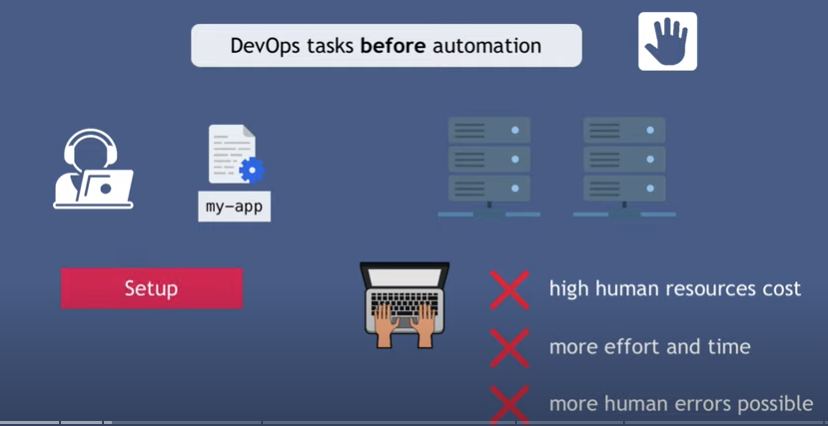 DevOps tasks before automation
my-app
Setup
high human resources cost
more effort and time
more human errors possible